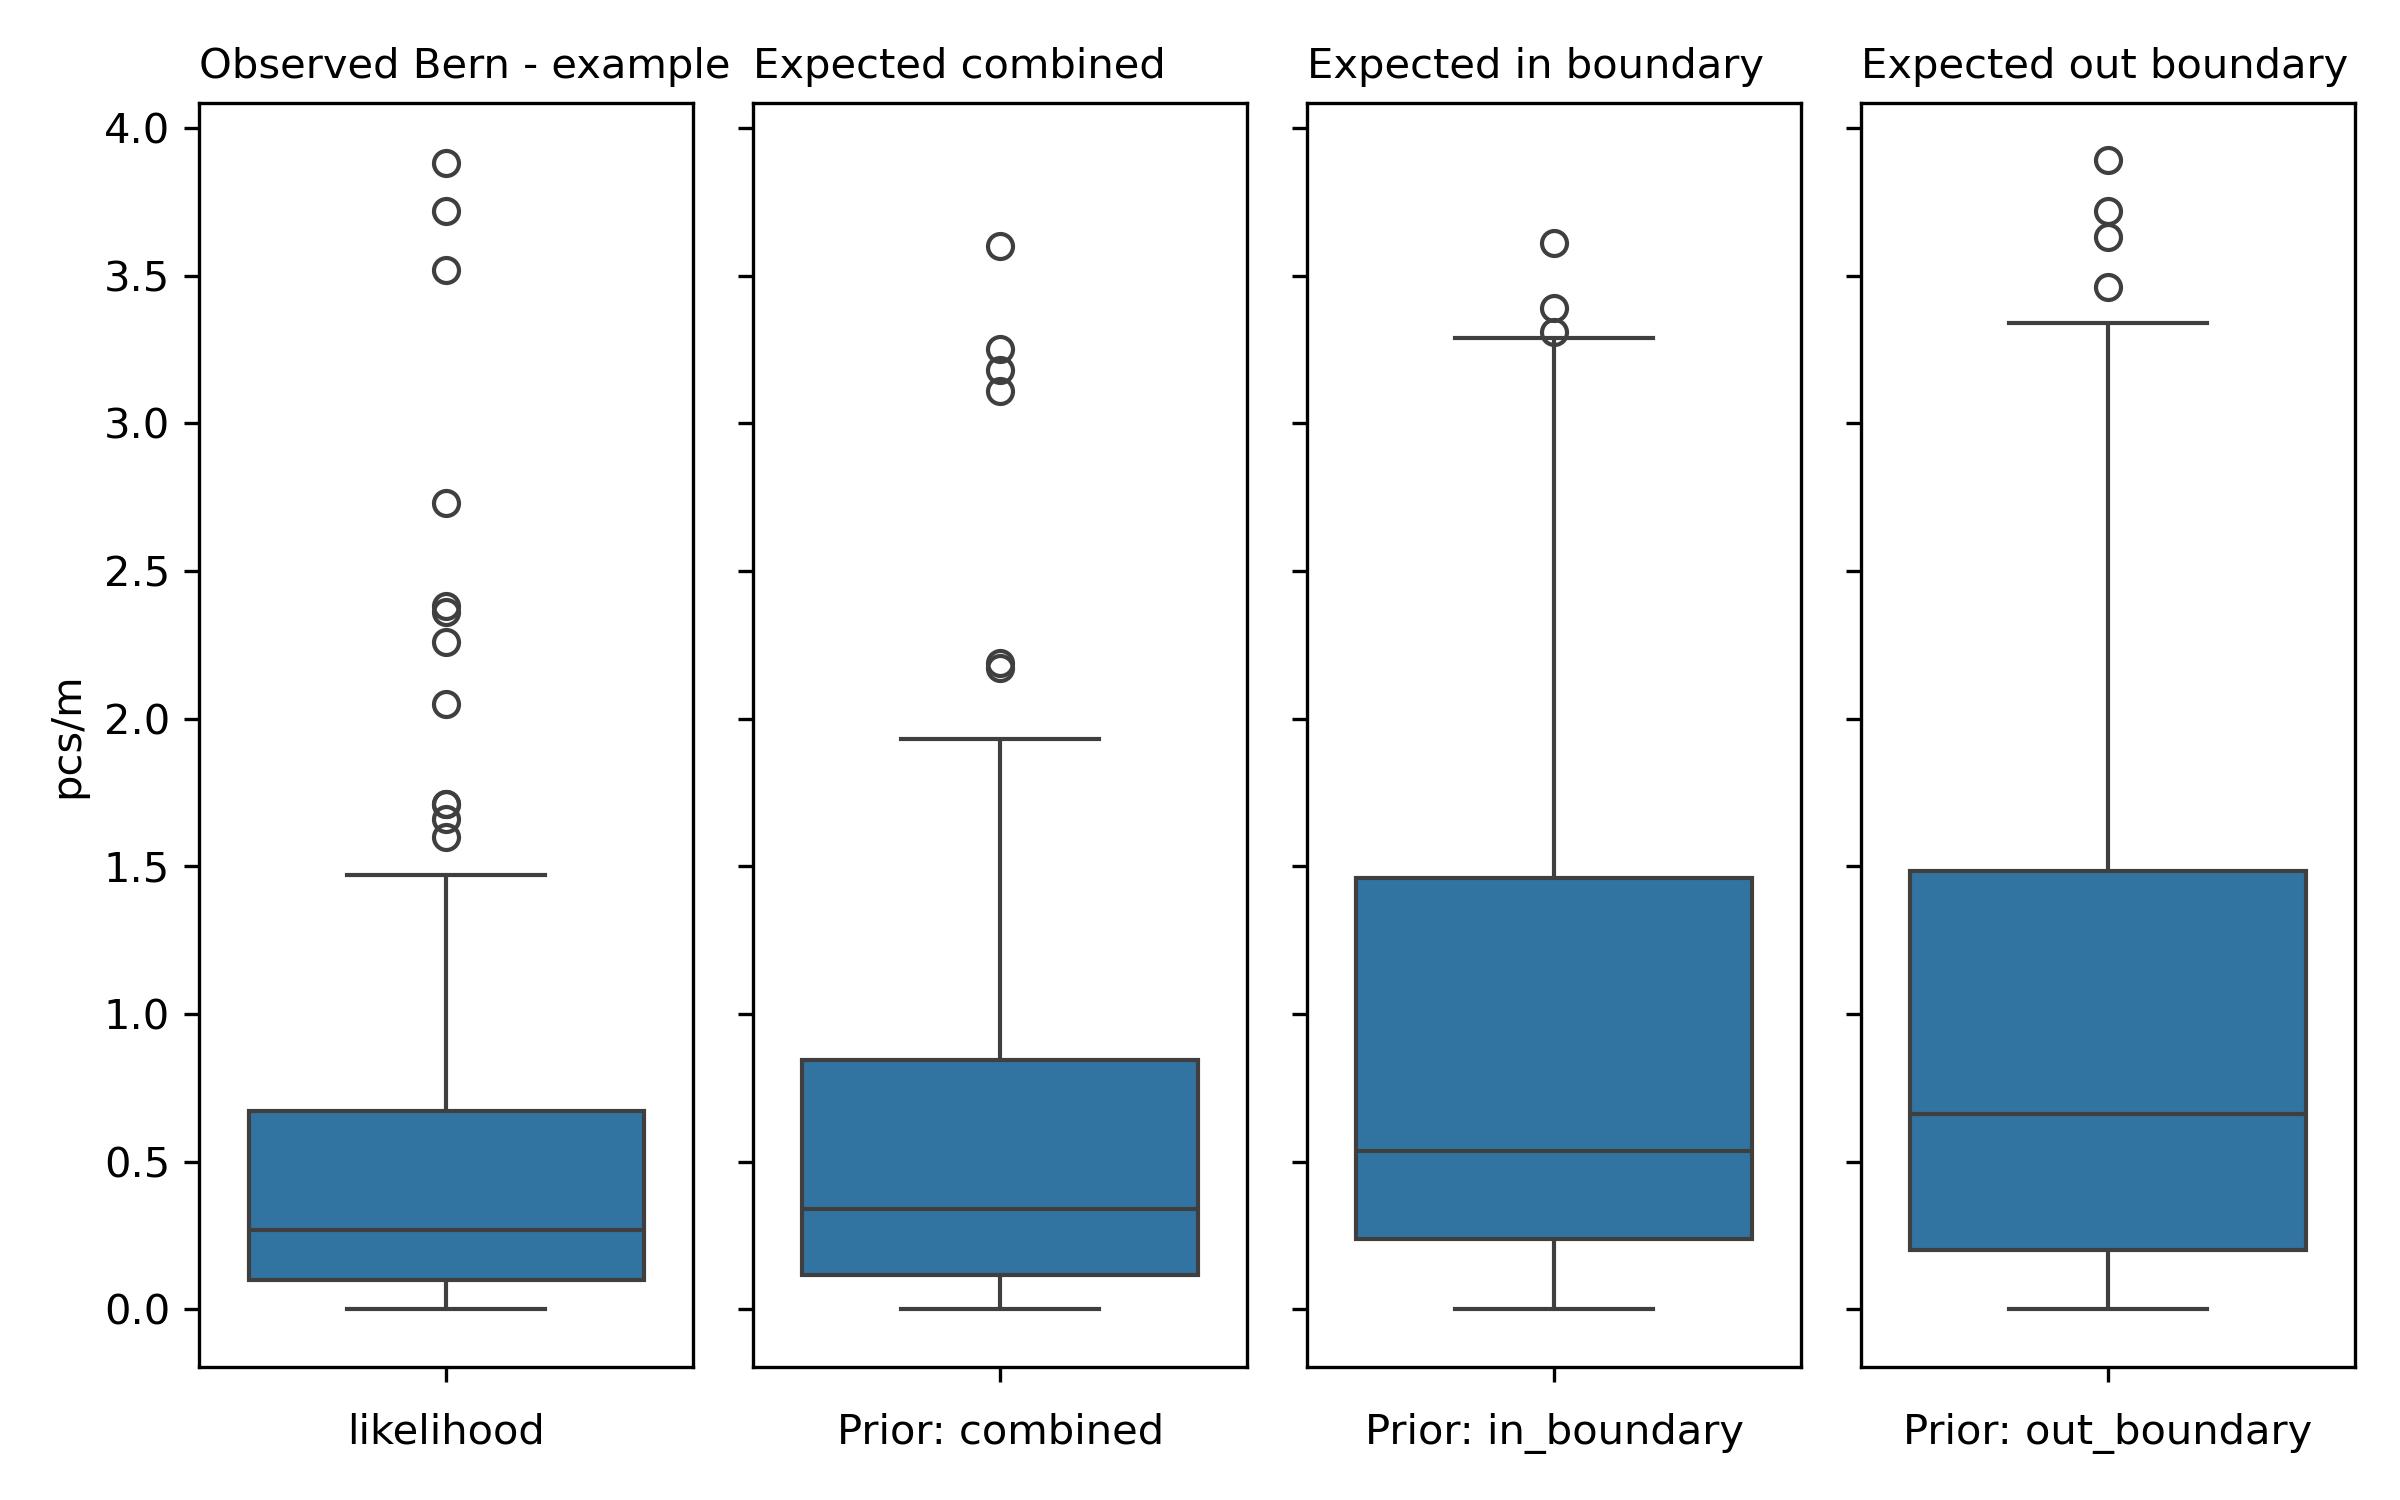 Observed Bern - example
Expected combined
Expected in boundary
Expected out boundary
4.0
3.5
3.0
2.5
2.0
1.5
1.0
0.5
0.0
pcs/m
likelihood
Prior: combined
Prior: in_boundary
Prior: out_boundary